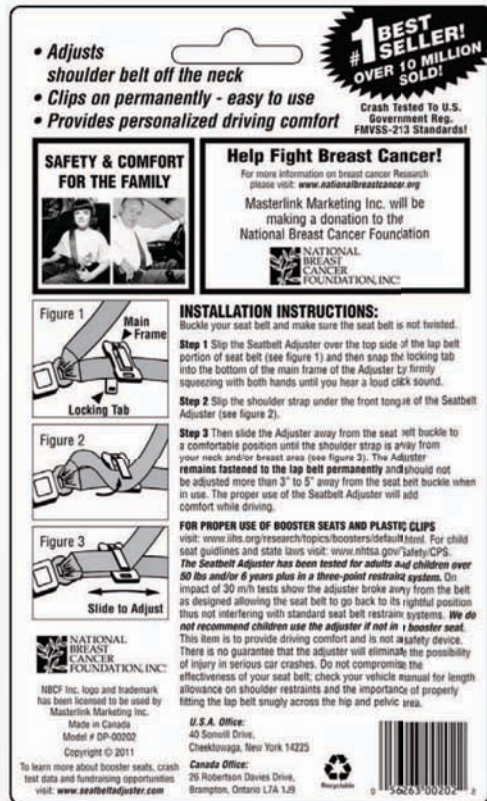 • Adjusts
shoulder belt off the neck
• Clips on permanently - easy to use
• Provides personalized driving comfort
#1 BEST
SELLER!
OVER 10 MILLION
SOLD!
Crash Tested To U.S.
Government Reg.
FMVSS-213 Standards!
SAFETY & COMFORT
FOR THE FAMILY
Help Fight Breast Cancer!
For more information on breast cancer Research
please visit: www.nationalbreastcancer.org
Masterlink Marketing Inc. will be
making a donation to the
National Breast Cancer Foundation
NATIONAL
BREAST
CANCER
FOUNDATION, INC.
Figure 1
Main
Frame
Locking Tab
Figure 2
Figure 3
Slide to Adjust
INSTALLATION INSTRUCTIONS:
Buckle your seat belt and make sure the seat belt is not twisted.
Step 1 Slip the Seatbelt Adjuster over the top side of the lap belt
portion of seat belt (see figure 1) and then snap the locking tab
into the bottom of the main frame of the Adjuster by firmly
squeezing with both hands until you hear a loud click sound.
Step 2 Slip the shoulder strap under the front tongue of the Seatbelt
Adjuster (see figure 2).
Step 3 Then slide the Adjuster away from the seat belt buckle to
a comfortable position until the shoulder strap is away from
your neck and/or breast area (see figure 3). The Adjuster
remains fastened to the lap belt permanently and should not
be adjusted more than 3" to 5" away from the seat belt buckle when
in use. The proper use of the Seatbelt Adjuster will add
comfort while driving.
FOR PROPER USE OF BOOSTER SEATS AND PLASTIC CLIPS
visit: www.iihs.org/research/topics/boosters/default.html. For child
seat guidlines and state laws visit: www.nhtsa.gov/Safety/CPS.
The Seatbelt Adjuster has been tested for adults and children over
50 lbs and/or 6 years plus in a three-point restraint system. On
impact of 30 m/h tests show the adjuster broke away from the belt
as designed allowing the seat belt to go back to its rightful position
thus not interfering with standard seat belt restraint systems. We do
not recommend children use the adjuster if not in a booster seat.
This item is to provide driving comfort and is not a safety device.
There is no guarantee that the adjuster will eliminate the possibility
of injury in serious car crashes. Do not compromise the
effectiveness of your seat belt; check your vehicle manual for length
allowance on shoulder restraints and the importance of properly
fitting the lap belt snugly across the hip and pelvic area.
NATIONAL
BREAST
CANCER
FOUNDATION, INC.
NBCF Inc. logo and trademark
has been licensed to be used by
Masterlink Marketing Inc.
Made in Canada
Model # DP-00202
Copyright © 2011
To learn more about booster seats, crash
test data and fundraising opportunities
visit: www.seatbeltadjuster.com
U.S.A. Office:
40 Sonwill Drive,
Cheektowaga, New York 14225
Canada Office:
26 Robertson Davies Drive,
Brampton, Ontario L7A 1J9
Recyclable
0 56263 00202 2